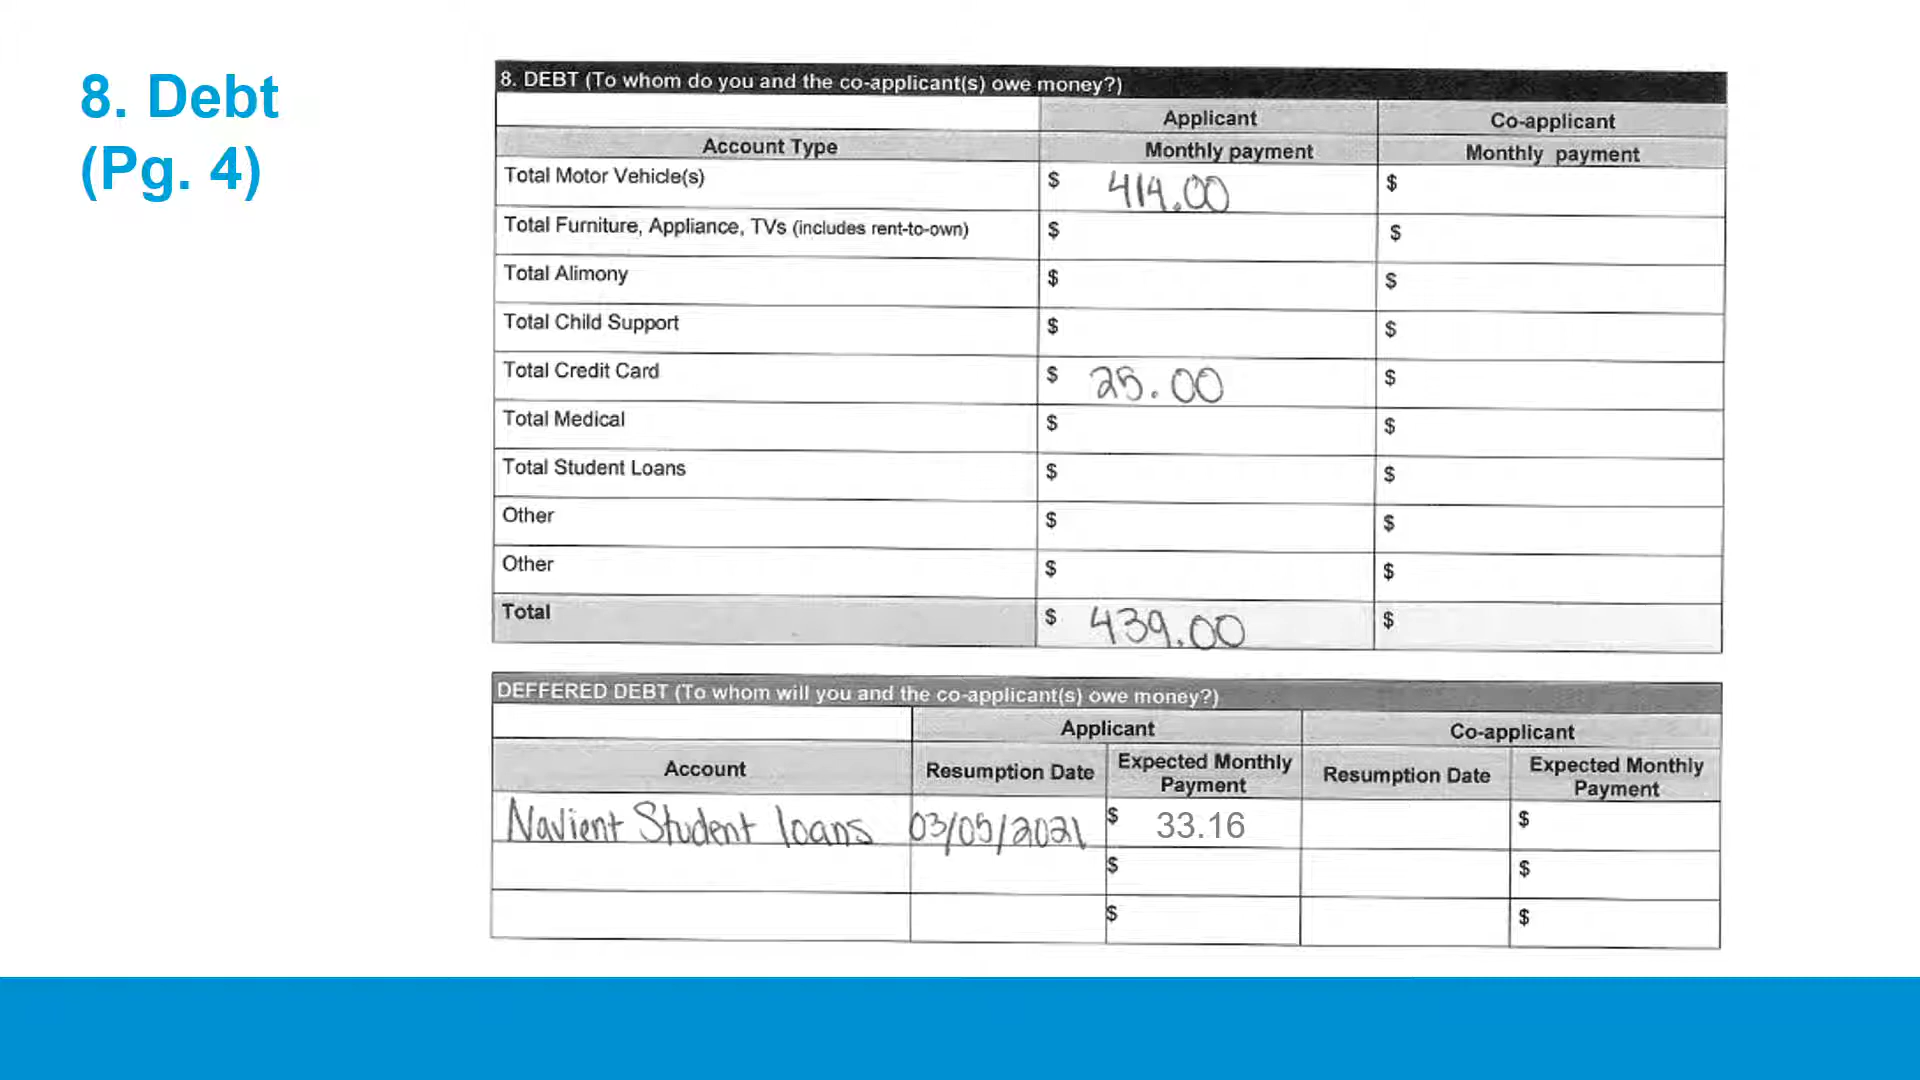 8. Debt
(Pg. 4)
8. DEBT (To whom do you and the co-applicant(s) owe money?)
Applicant Co-applicant
Account Type Monthly payment Monthly payment
Total Motor Vehicle(s) $ 414.00 $
Total Furniture, Appliance, TVs (includes rent-to-own) $ $
Total Alimony $ $
Total Child Support $ $
Total Credit Card $ 25.00 $
Total Medical $ $
Total Student Loans $ $
Other $ $
Other $ $
Total $ 439.00 $
DEFFERED DEBT (To whom will you and the co-applicant(s) owe money?)
Applicant Co-applicant
Account Resumption Date Expected Monthly Payment Resumption Date Expected Monthly Payment
Navient Student loans 03/05/2021 $ 33.16 $
$ $
$ $